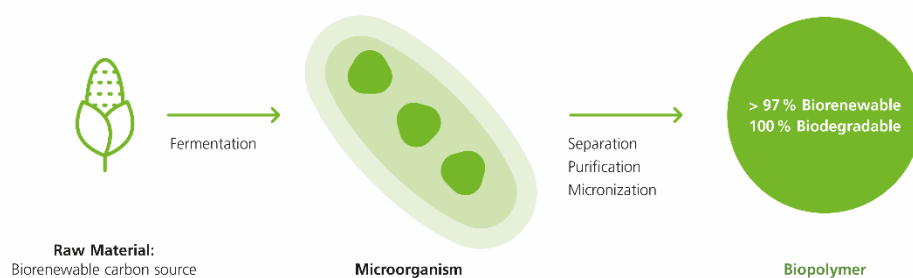 > 97 % Biorenewable
100 % Biodegradable
Fermentation
Separation
Purification
Micronization
Raw Material:
Biorenewable carbon source
Microorganism
Biopolymer